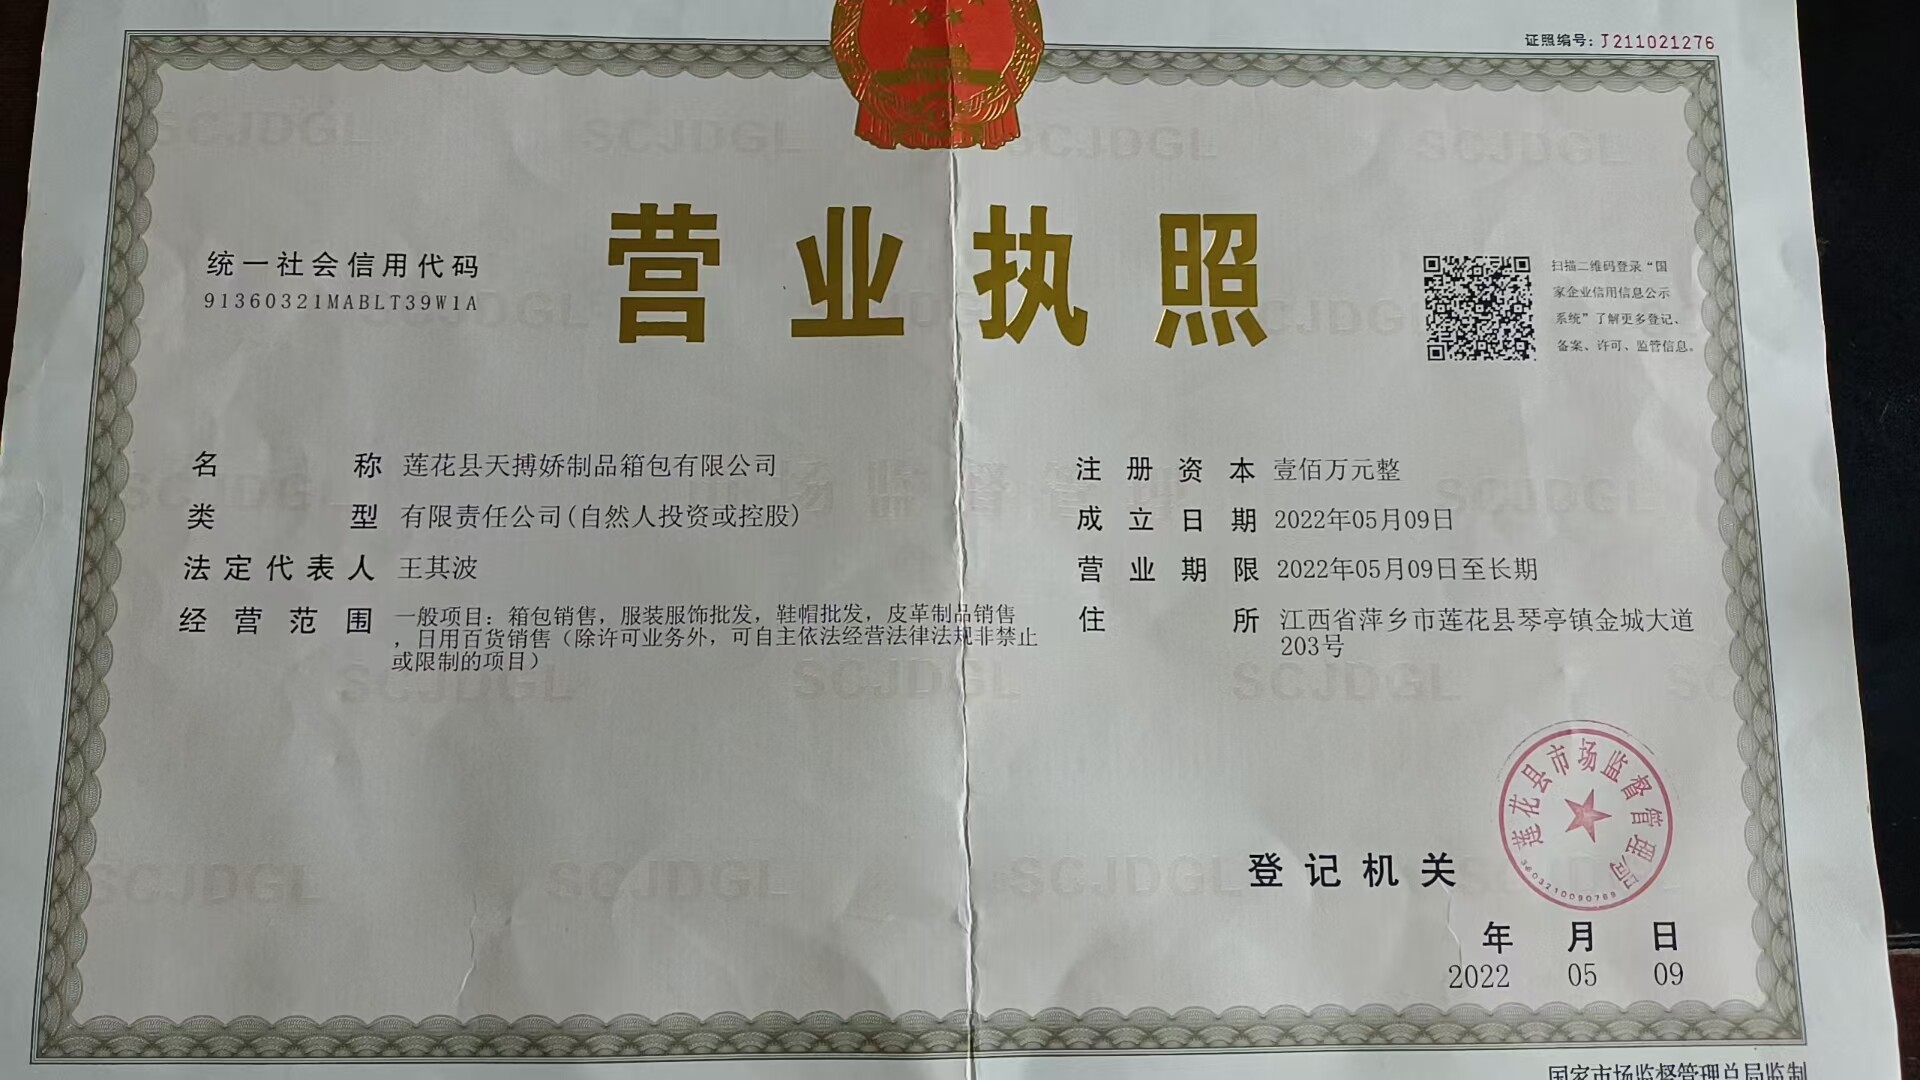 证照编号：J211021276
营业执照
统一社会信用代码
91360321MABLT39W1A
扫描二维码登录“国
家企业信用信息公示
系统”了解更多登记、
备案、许可、监管信息。
名称 莲花县天搏娇制品箱包有限公司
类型 有限责任公司(自然人投资或控股)
法定代表人 王其波
经营范围 一般项目：箱包销售，服装服饰批发，鞋帽批发，皮革制品销售
，日用百货销售（除许可业务外，可自主依法经营法律法规非禁止
或限制的项目）
注册资本 壹佰万元整
成立日期 2022年05月09日
营业期限 2022年05月09日至长期
住所 江西省萍乡市莲花县琴亭镇金城大道
203号
莲花县市场监督管理局
3603210090769
登记机关
年 月 日
2022 05 09
国家市场监督管理总局监制
SCJDGL